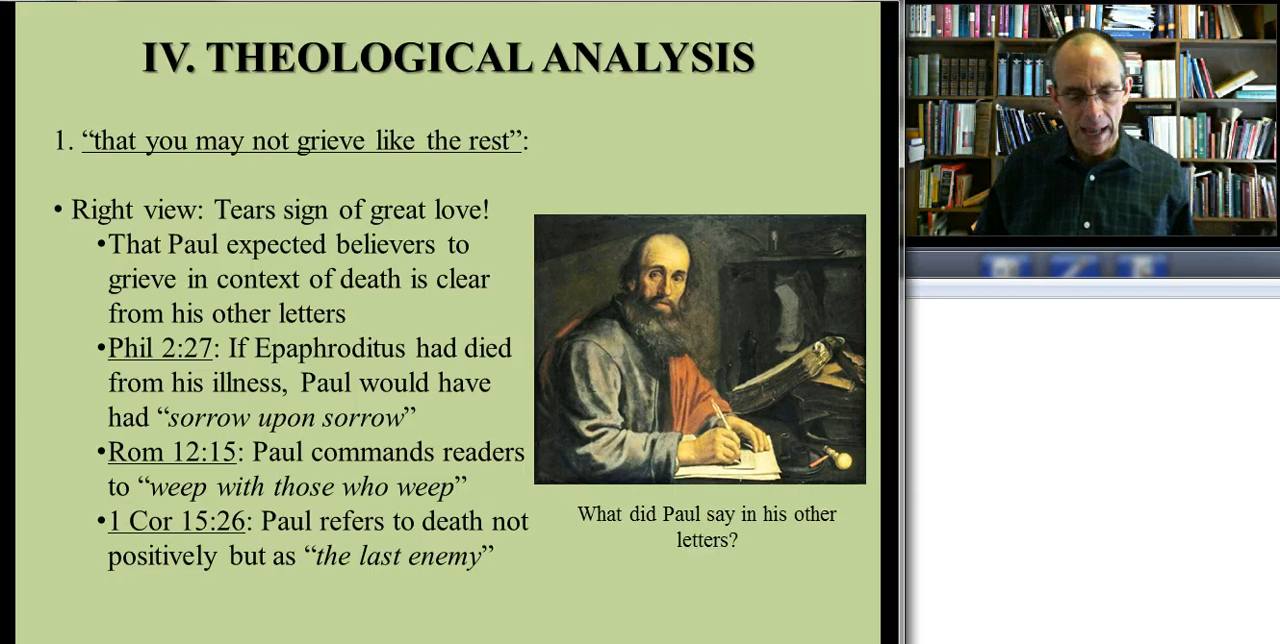 IV. THEOLOGICAL ANALYSIS
1. “that you may not grieve like the rest”:
• Right view: Tears sign of great love!
•That Paul expected believers to
grieve in context of death is clear
from his other letters
•Phil 2:27: If Epaphroditus had died
from his illness, Paul would have
had “sorrow upon sorrow”
•Rom 12:15: Paul commands readers
to “weep with those who weep”
•1 Cor 15:26: Paul refers to death not
positively but as “the last enemy”
What did Paul say in his other
letters?